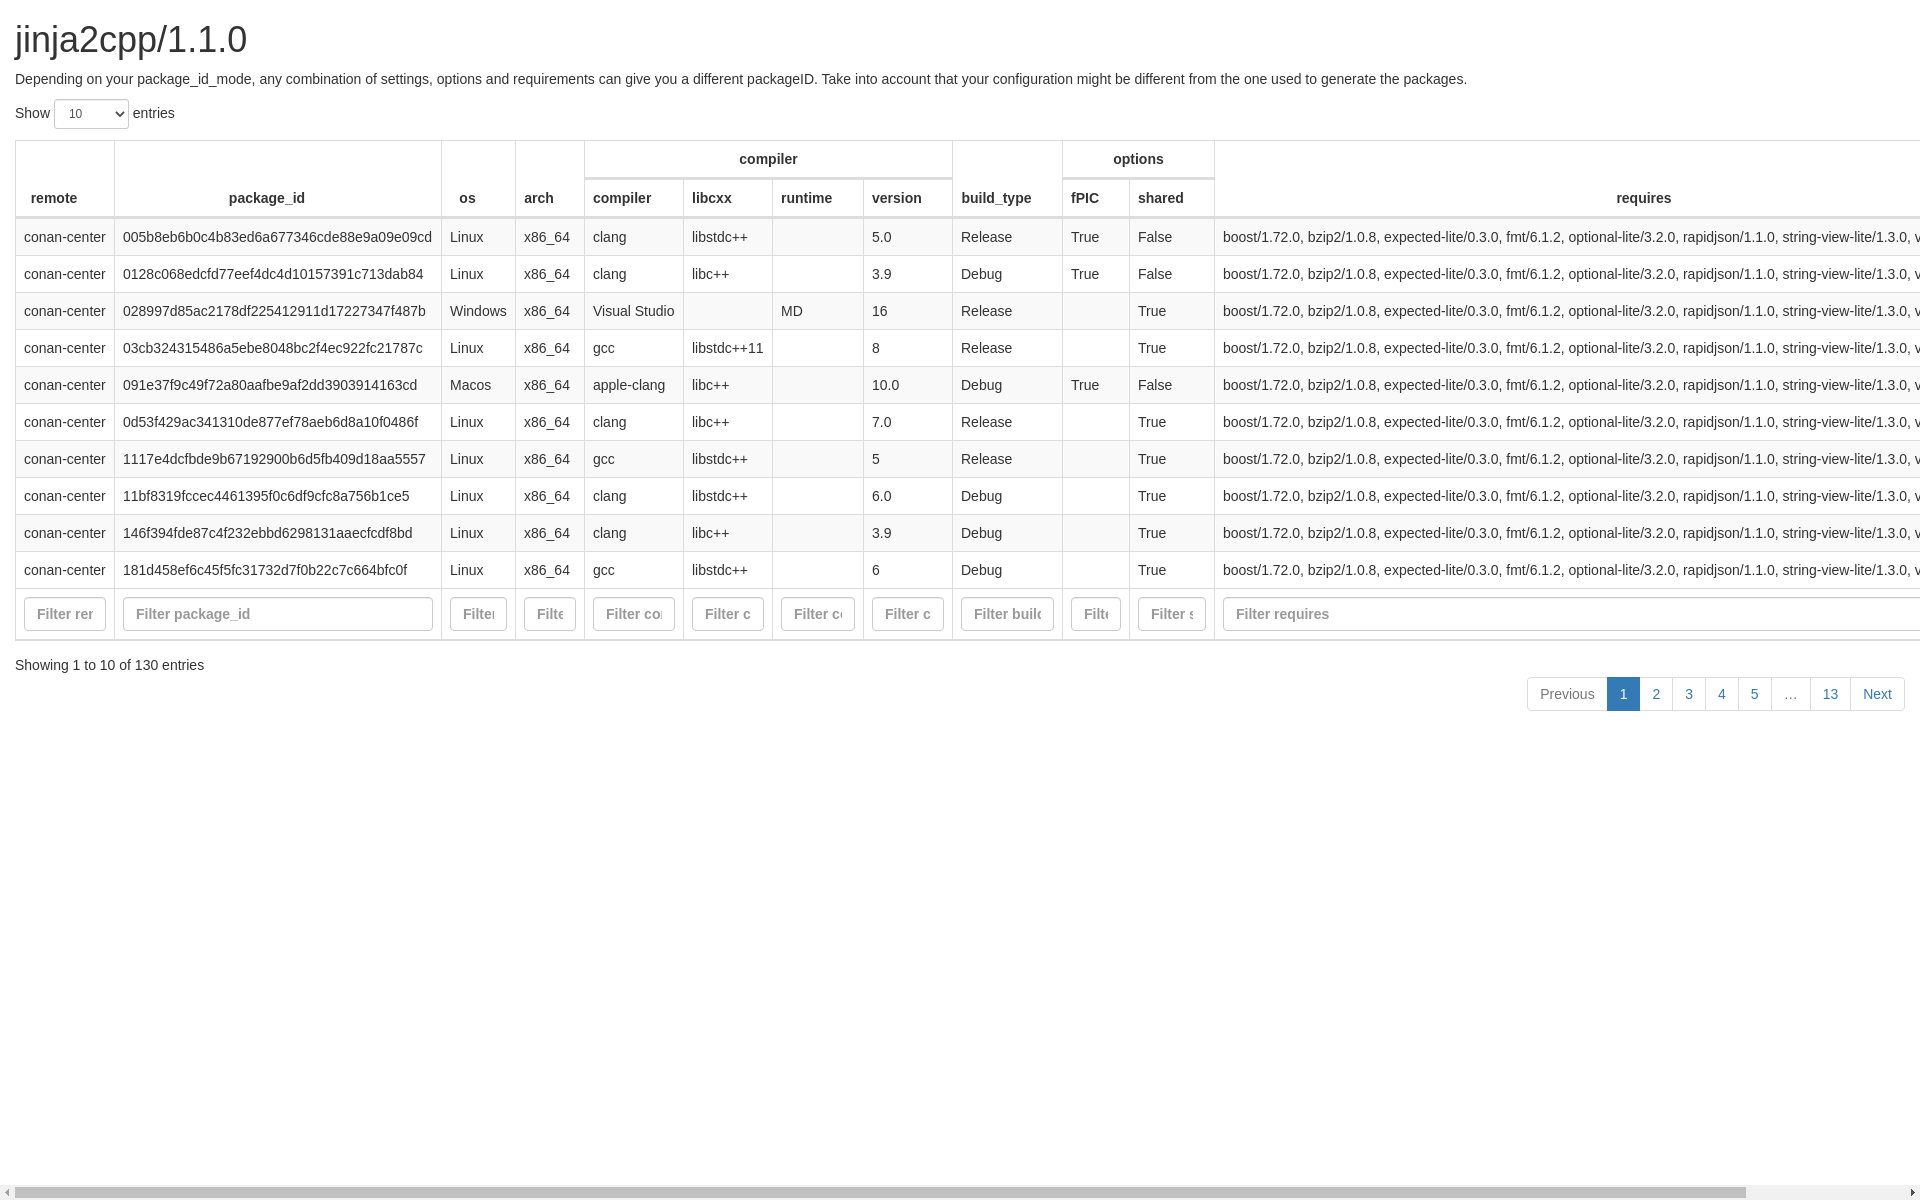 jinja2cpp/1.1.0
Depending on your package_id_mode, any combination of settings, options and requirements can give you a different packageID. Take into account that your configuration might be different from the one used to generate the packages.
Show 10 entries
compiler options
remote package_id os arch compiler libcxx runtime version build_type fPIC shared requires
conan-center 005b8eb6b0c4b83ed6a677346cde88e9a09e09cd Linux x86_64 clang libstdc++ 5.0 Release True False boost/1.72.0, bzip2/1.0.8, expected-lite/0.3.0, fmt/6.1.2, optional-lite/3.2.0, rapidjson/1.1.0, string-view-lite/1.3.0, v
conan-center 0128c068edcfd77eef4dc4d10157391c713dab84 Linux x86_64 clang libc++ 3.9 Debug True False boost/1.72.0, bzip2/1.0.8, expected-lite/0.3.0, fmt/6.1.2, optional-lite/3.2.0, rapidjson/1.1.0, string-view-lite/1.3.0, v
conan-center 028997d85ac2178df225412911d17227347f487b Windows x86_64 Visual Studio MD 16 Release True boost/1.72.0, bzip2/1.0.8, expected-lite/0.3.0, fmt/6.1.2, optional-lite/3.2.0, rapidjson/1.1.0, string-view-lite/1.3.0, v
conan-center 03cb324315486a5ebe8048bc2f4ec922fc21787c Linux x86_64 gcc libstdc++11 8 Release True boost/1.72.0, bzip2/1.0.8, expected-lite/0.3.0, fmt/6.1.2, optional-lite/3.2.0, rapidjson/1.1.0, string-view-lite/1.3.0, v
conan-center 091e37f9c49f72a80aafbe9af2dd3903914163cd Macos x86_64 apple-clang libc++ 10.0 Debug True False boost/1.72.0, bzip2/1.0.8, expected-lite/0.3.0, fmt/6.1.2, optional-lite/3.2.0, rapidjson/1.1.0, string-view-lite/1.3.0, v
conan-center 0d53f429ac341310de877ef78aeb6d8a10f0486f Linux x86_64 clang libc++ 7.0 Release True boost/1.72.0, bzip2/1.0.8, expected-lite/0.3.0, fmt/6.1.2, optional-lite/3.2.0, rapidjson/1.1.0, string-view-lite/1.3.0, v
conan-center 1117e4dcfbde9b67192900b6d5fb409d18aa5557 Linux x86_64 gcc libstdc++ 5 Release True boost/1.72.0, bzip2/1.0.8, expected-lite/0.3.0, fmt/6.1.2, optional-lite/3.2.0, rapidjson/1.1.0, string-view-lite/1.3.0, v
conan-center 11bf8319fccec4461395f0c6df9cfc8a756b1ce5 Linux x86_64 clang libstdc++ 6.0 Debug True boost/1.72.0, bzip2/1.0.8, expected-lite/0.3.0, fmt/6.1.2, optional-lite/3.2.0, rapidjson/1.1.0, string-view-lite/1.3.0, v
conan-center 146f394fde87c4f232ebbd6298131aaecfcdf8bd Linux x86_64 clang libc++ 3.9 Debug True boost/1.72.0, bzip2/1.0.8, expected-lite/0.3.0, fmt/6.1.2, optional-lite/3.2.0, rapidjson/1.1.0, string-view-lite/1.3.0, v
conan-center 181d458ef6c45f5fc31732d7f0b22c7c664bfc0f Linux x86_64 gcc libstdc++ 6 Debug True boost/1.72.0, bzip2/1.0.8, expected-lite/0.3.0, fmt/6.1.2, optional-lite/3.2.0, rapidjson/1.1.0, string-view-lite/1.3.0, v
Filter rer Filter package_id Filter Filte Filter co Filter c Filter c Filter c Filter build Filt Filter s Filter requires
Showing 1 to 10 of 130 entries
Previous 1 2 3 4 5 … 13 Next